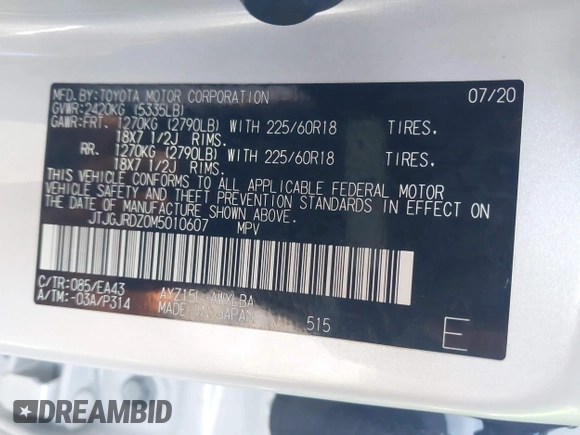 MFD.BY:TOYOTA MOTOR CORPORATION 07/20
GVWR:2420KG (5335LB)
GAWR:FRT. 1270KG (2790LB) WITH 225/60R18 TIRES.
18X7 1/2J RIMS.
RR. 1270KG (2790LB) WITH 225/60R18 TIRES.
18X7 1/2J RIMS.
THIS VEHICLE CONFORMS TO ALL APPLICABLE FEDERAL MOTOR
VEHICLE SAFETY AND THEFT PREVENTION STANDARDS IN EFFECT ON
THE DATE OF MANUFACTURE SHOWN ABOVE.
JTJGJRDZ0M5010607 MPV
C/TR:085/EA43 AYZ15L-AWXLBA
A/TM:-03A/P314 MADE IN JAPAN 515 E
DREAMBID